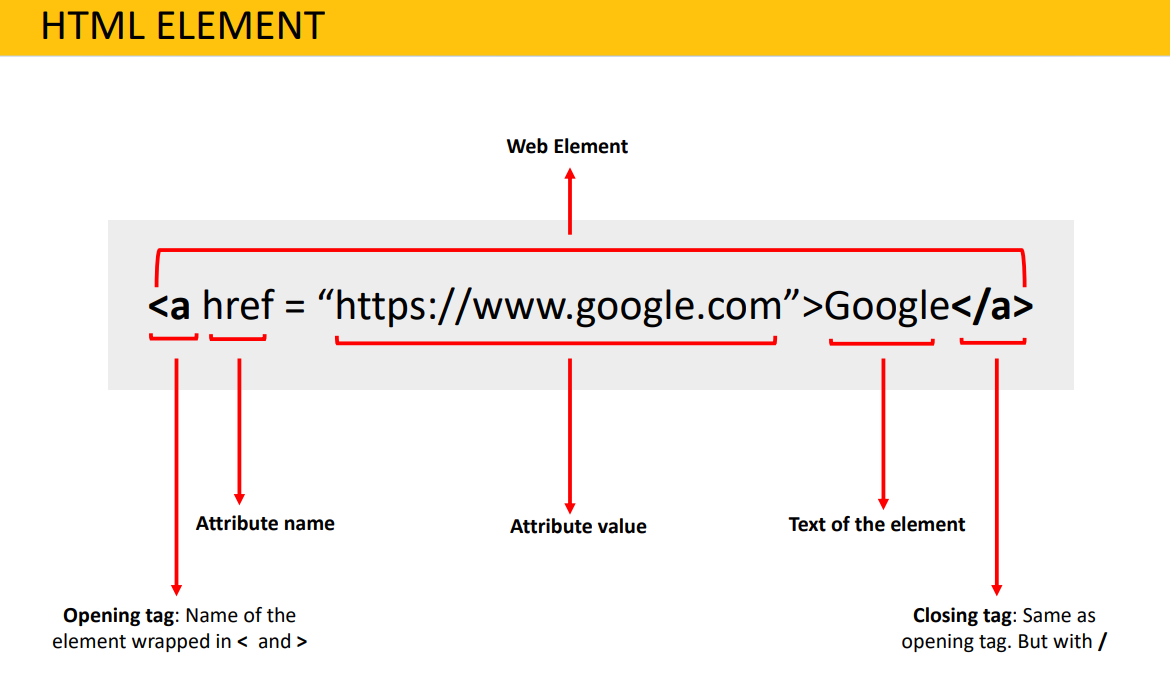 HTML ELEMENT
Web Element
<a href = “https://www.google.com”>Google</a>
Attribute name
Attribute value
Text of the element
Opening tag: Name of the
element wrapped in < and >
Closing tag: Same as
opening tag. But with /